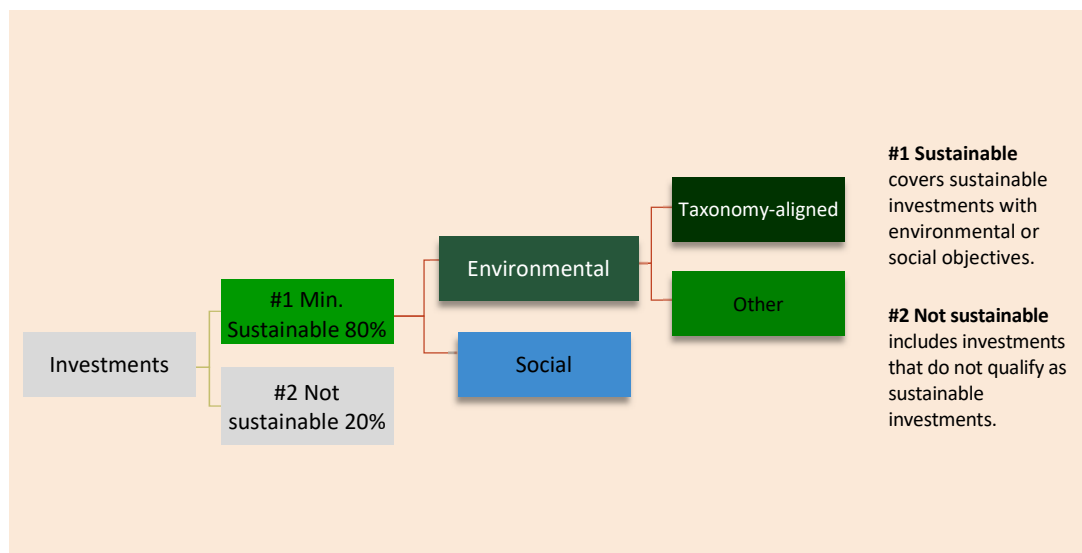 Investments
#1 Min.
Sustainable 80%
#2 Not
sustainable 20%
Environmental
Social
Taxonomy-aligned
Other
#1 Sustainable
covers sustainable
investments with
environmental or
social objectives.
#2 Not sustainable
includes investments
that do not qualify as
sustainable
investments.